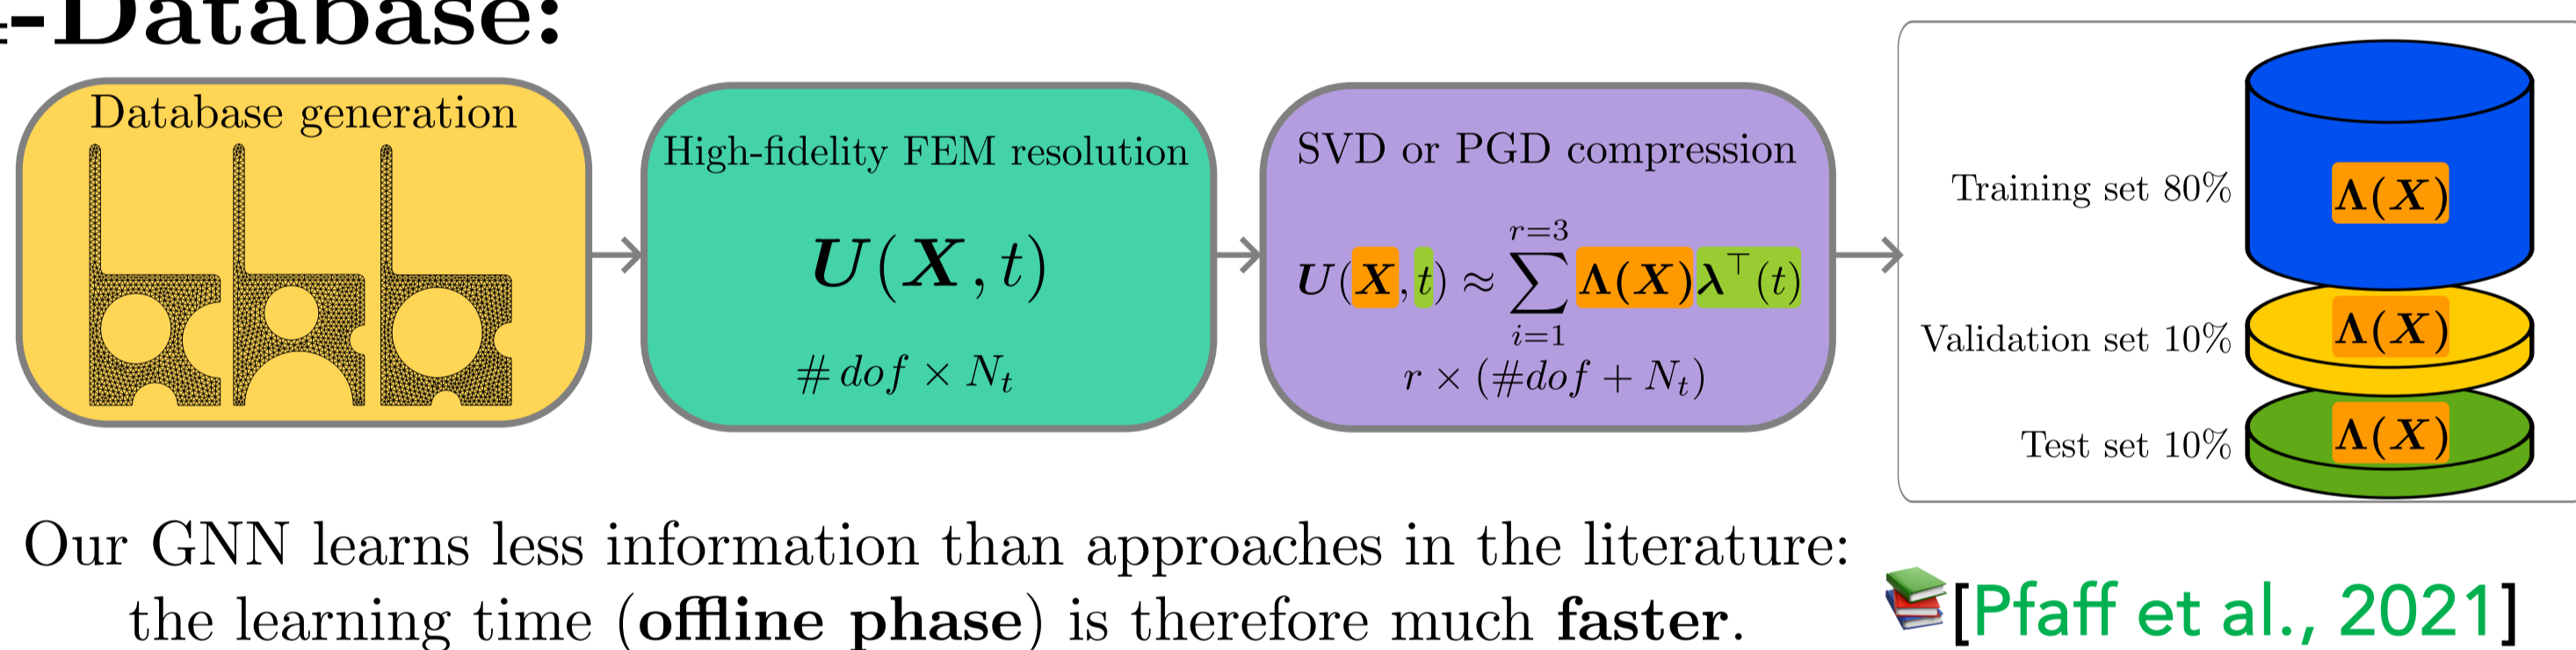 -Database:
Database generation
High-fidelity FEM resolution
U(X, t)
# dof × N_t
SVD or PGD compression
U(X, t) ≈ ∑_{i=1}^{r=3} Λ(X)λ^⊤(t)
r × (#dof + N_t)
Training set 80%
Λ(X)
Validation set 10%
Λ(X)
Test set 10%
Λ(X)
Our GNN learns less information than approaches in the literature:
the learning time (offline phase) is therefore much faster.
[Pfaff et al., 2021]